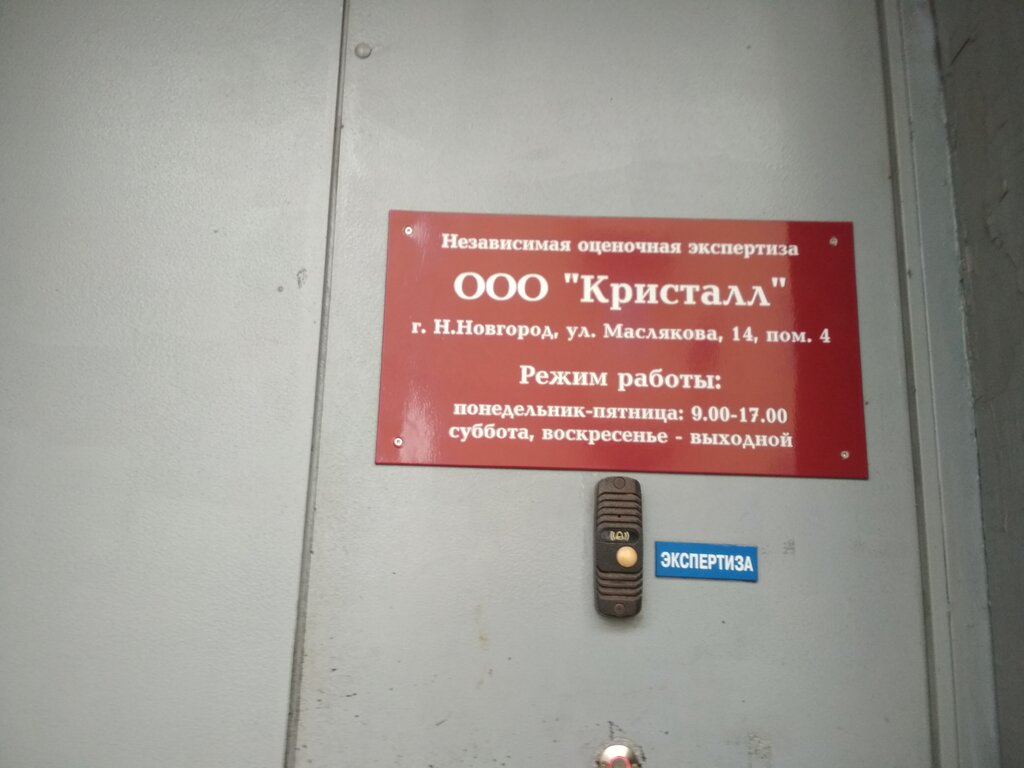 Независимая оценочная экспертиза
ООО "Кристалл"
г. Н.Новгород, ул. Маслякова, 14, пом. 4
Режим работы:
понедельник-пятница: 9.00-17.00
суббота, воскресенье - выходной
ЭКСПЕРТИЗА